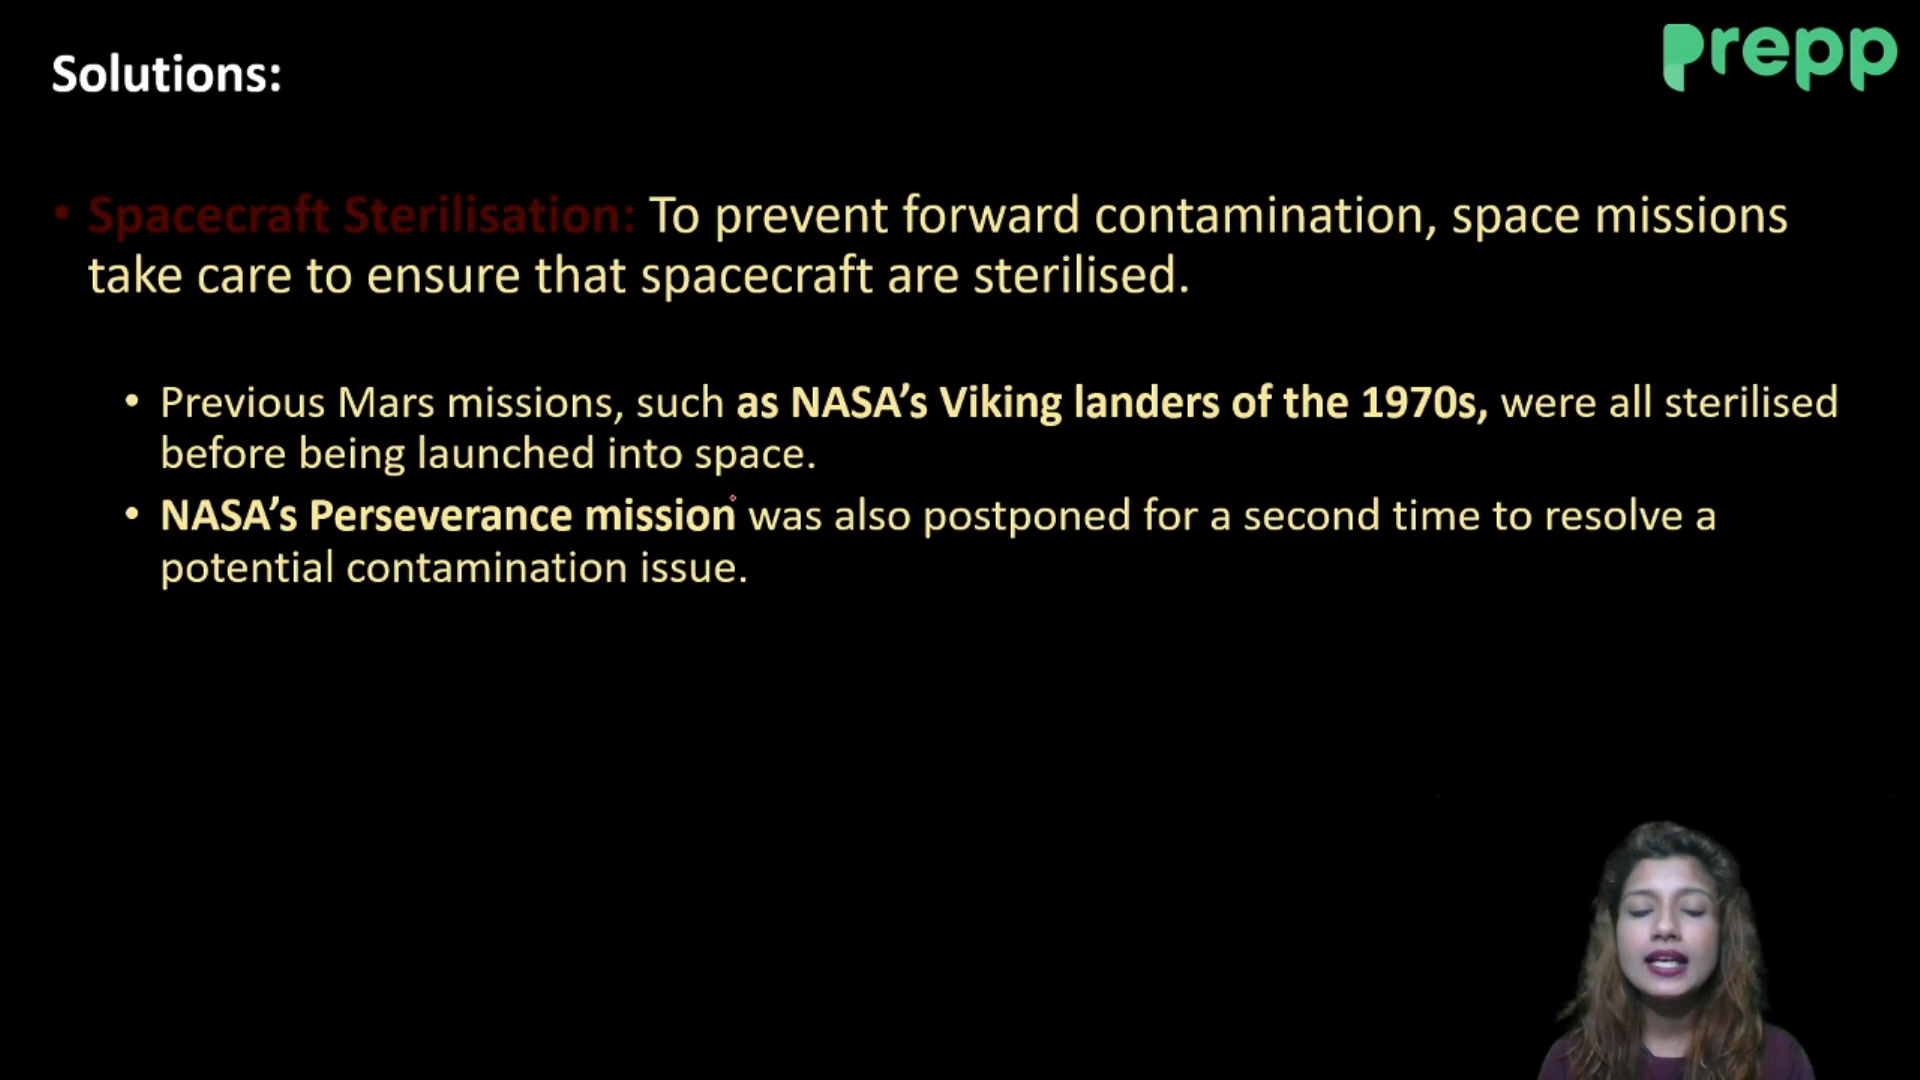 prepp
Solutions:
• Spacecraft Sterilisation: To prevent forward contamination, space missions
take care to ensure that spacecraft are sterilised.
• Previous Mars missions, such as NASA’s Viking landers of the 1970s, were all sterilised
before being launched into space.
• NASA’s Perseverance mission was also postponed for a second time to resolve a
potential contamination issue.